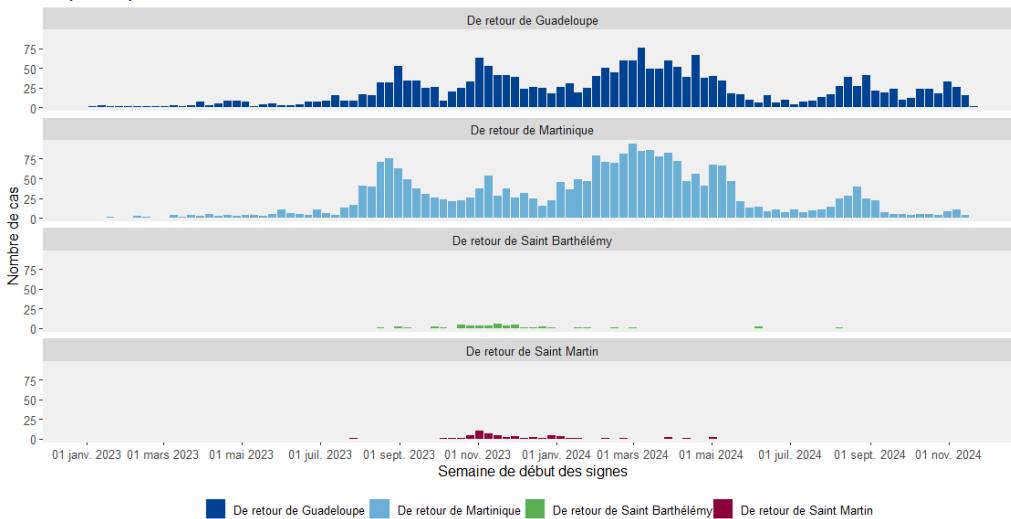 De retour de Guadeloupe
75
50
25
0
De retour de Martinique
75
50
25
0
De retour de Saint Barthélémy
75
50
25
0
De retour de Saint Martin
75
50
25
0
Nombre de cas
01 janv. 2023 01 mars 2023 01 mai 2023 01 juil. 2023 01 sept. 2023 01 nov. 2023 01 janv. 2024 01 mars 2024 01 mai 2024 01 juil. 2024 01 sept. 2024 01 nov. 2024
Semaine de début des signes
De retour de Guadeloupe De retour de Martinique De retour de Saint Barthélémy De retour de Saint Martin